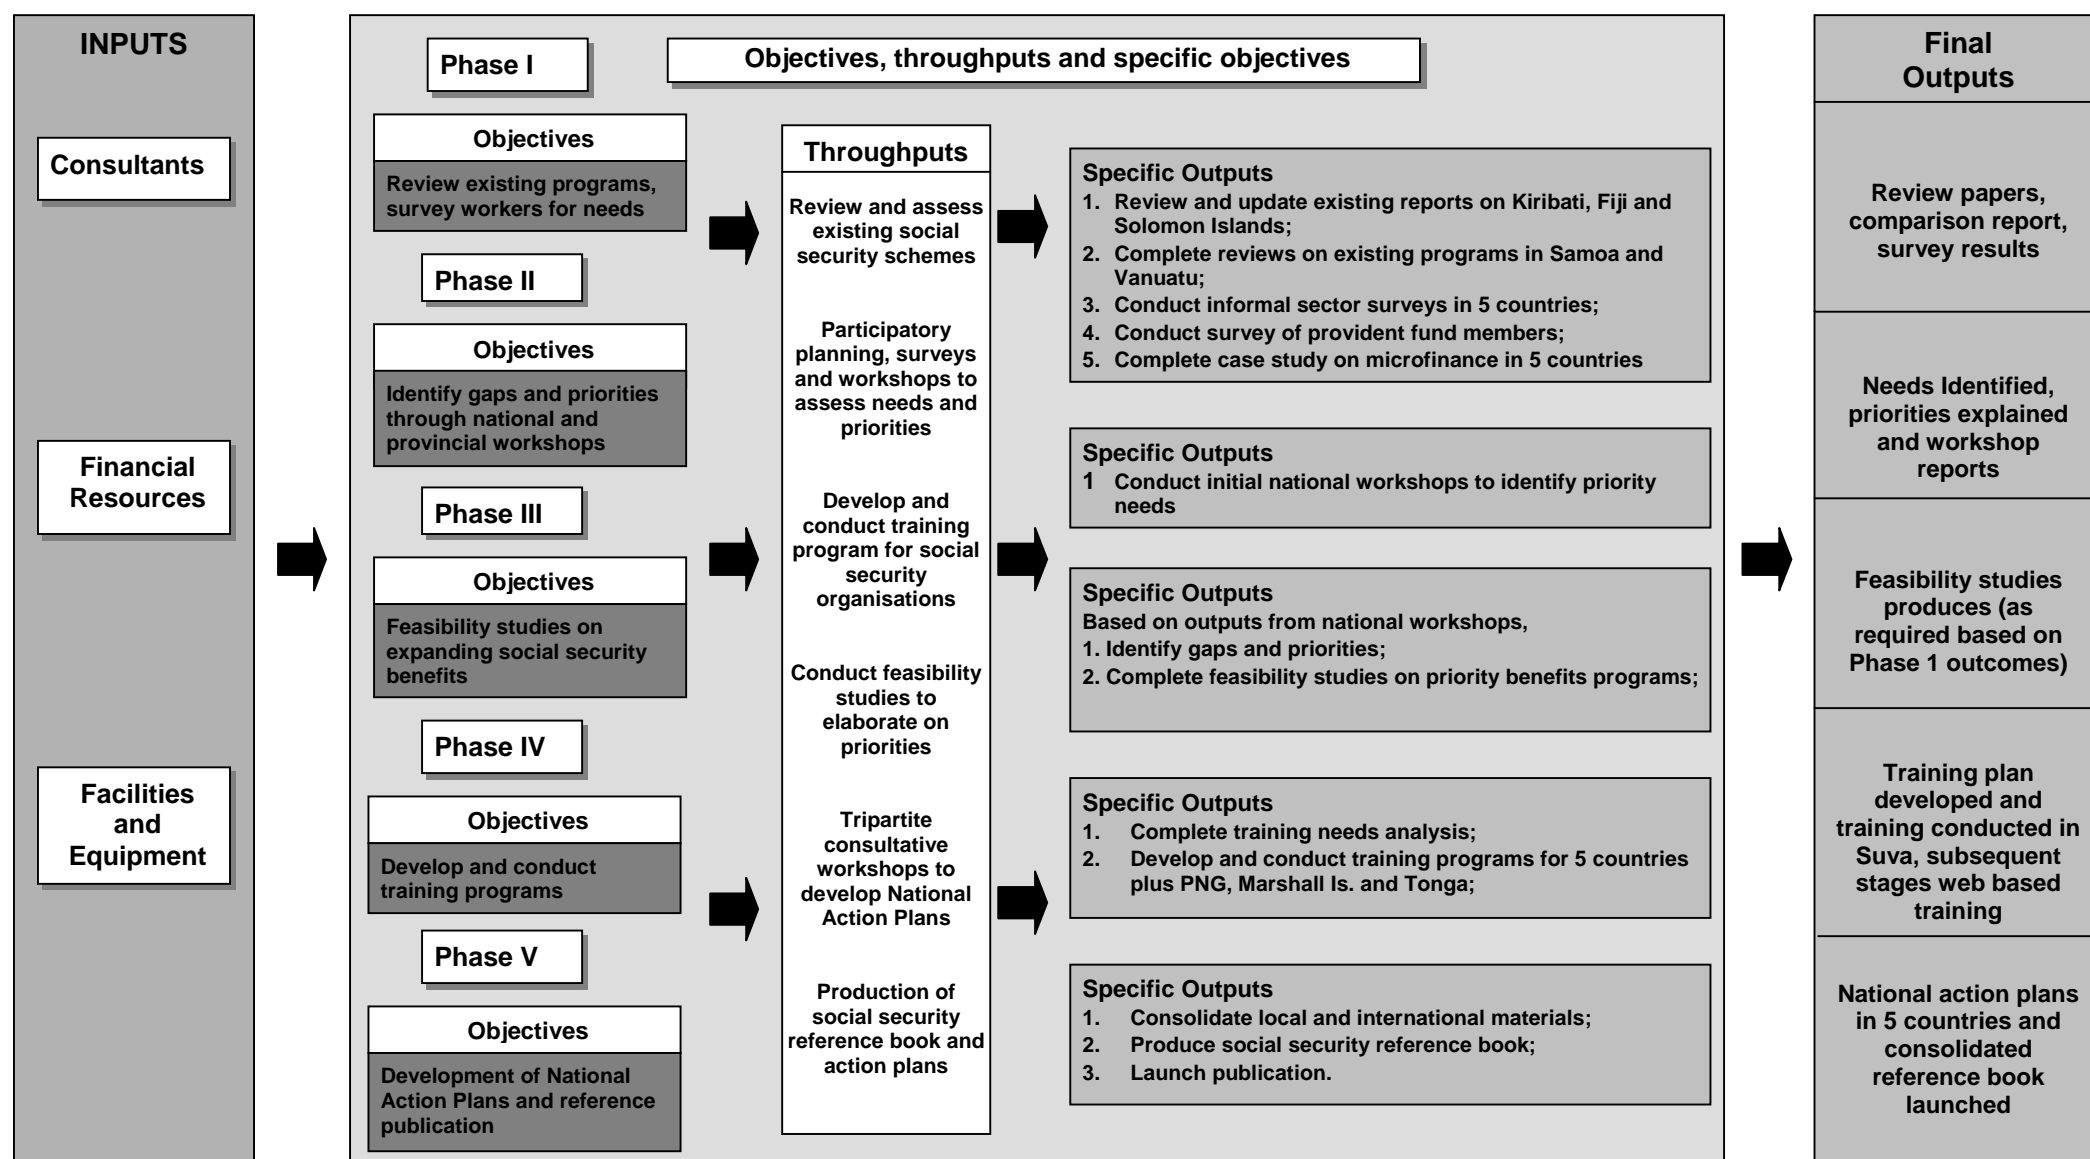 INPUTS
Consultants
Financial
Resources
Facilities
and
Equipment
Phase I
Objectives, throughputs and specific objectives
Objectives
Review existing programs,
survey workers for needs
Phase II
Objectives
Identify gaps and priorities
through national and
provincial workshops
Phase III
Objectives
Feasibility studies on
expanding social security
benefits
Phase IV
Objectives
Develop and conduct
training programs
Phase V
Objectives
Development of National
Action Plans and reference
publication
Throughputs
Review and assess
existing social
security schemes
Participatory
planning, surveys
and workshops to
assess needs and
priorities
Develop and
conduct training
program for social
security
organisations
Conduct feasibility
studies to
elaborate on
priorities
Tripartite
consultative
workshops to
develop National
Action Plans
Production of
social security
reference book and
action plans
Specific Outputs
1. Review and update existing reports on Kiribati, Fiji and
Solomon Islands;
2. Complete reviews on existing programs in Samoa and
Vanuatu;
3. Conduct informal sector surveys in 5 countries;
4. Conduct survey of provident fund members;
5. Complete case study on microfinance in 5 countries
Specific Outputs
1 Conduct initial national workshops to identify priority
needs
Specific Outputs
Based on outputs from national workshops,
1. Identify gaps and priorities;
2. Complete feasibility studies on priority benefits programs;
Specific Outputs
1. Complete training needs analysis;
2. Develop and conduct training programs for 5 countries
plus PNG, Marshall Is. and Tonga;
Specific Outputs
1. Consolidate local and international materials;
2. Produce social security reference book;
3. Launch publication.
Final
Outputs
Review papers,
comparison report,
survey results
Needs Identified,
priorities explained
and workshop
reports
Feasibility studies
produces (as
required based on
Phase 1 outcomes)
Training plan
developed and
training conducted in
Suva, subsequent
stages web based
training
National action plans
in 5 countries and
consolidated
reference book
launched